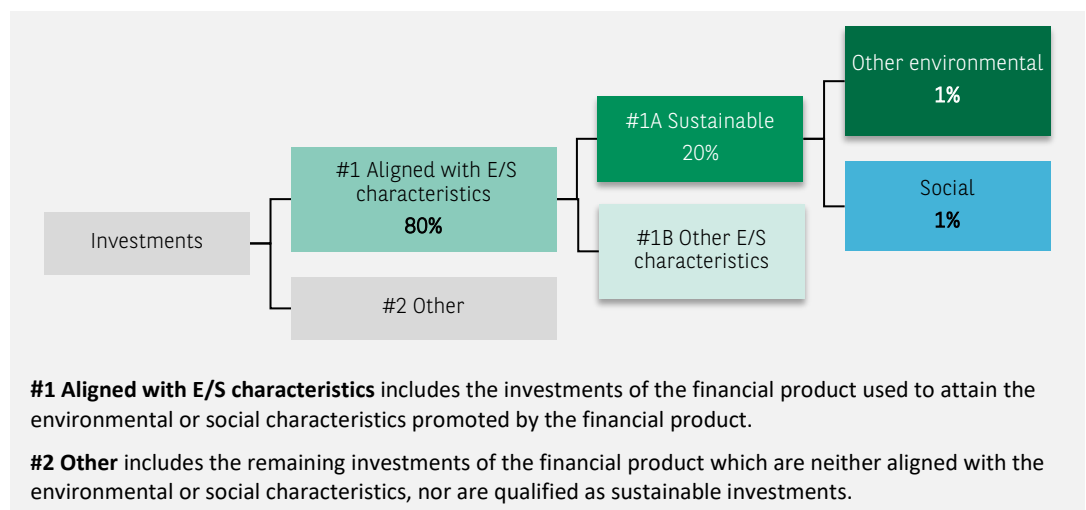 Other environmental
1%
#1A Sustainable
20%
#1 Aligned with E/S
characteristics
80%
Social
1%
Investments
#1B Other E/S
characteristics
#2 Other
#1 Aligned with E/S characteristics includes the investments of the financial product used to attain the
environmental or social characteristics promoted by the financial product.
#2 Other includes the remaining investments of the financial product which are neither aligned with the
environmental or social characteristics, nor are qualified as sustainable investments.